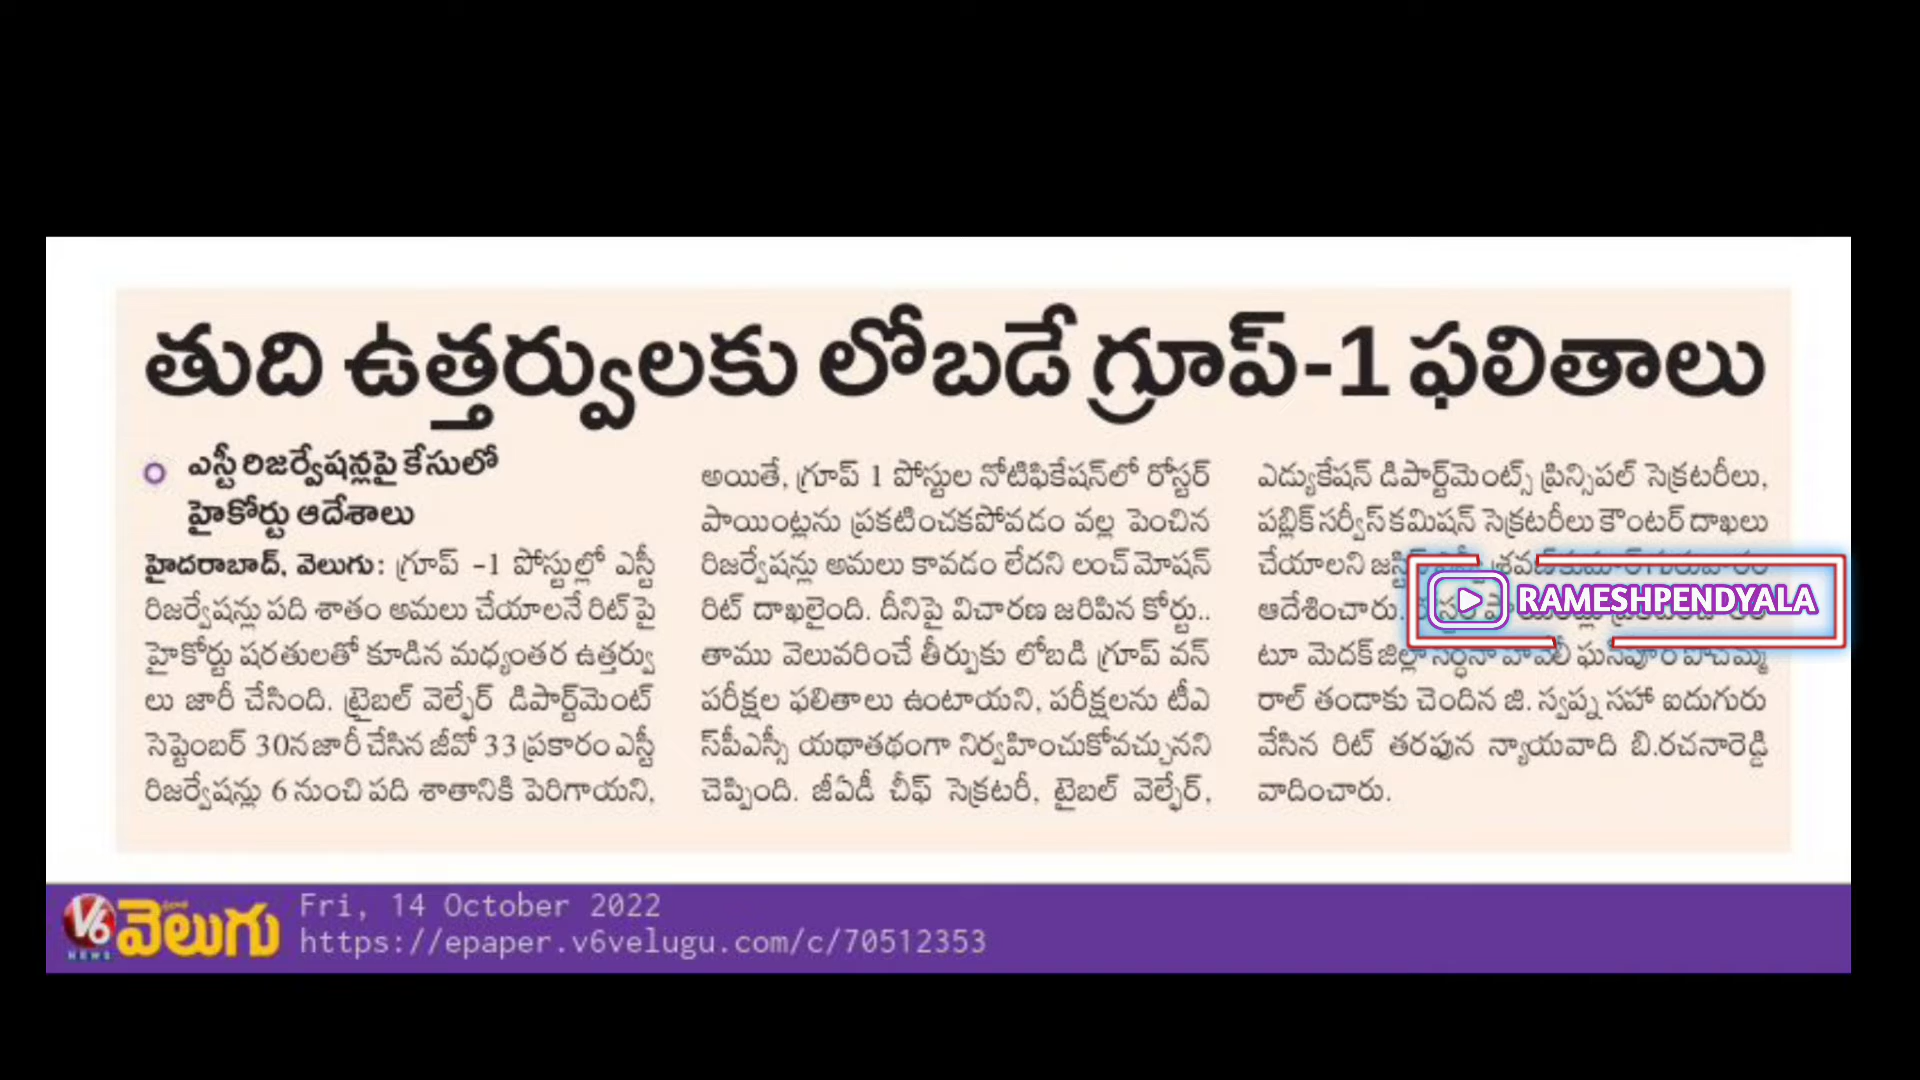 తుది ఉత్తర్వులకు లోబడే గ్రూప్-1 ఫలితాలు
ఎస్టీ రిజర్వేషన్లపై కేసులో
హైకోర్టు ఆదేశాలు
హైదరాబాద్, వెలుగు: గ్రూప్ -1 పోస్టుల్లో ఎస్టీ
రిజర్వేషన్లు పది శాతం అమలు చేయాలనే రిట్ పై
హైకోర్టు షరతులతో కూడిన మధ్యంతర ఉత్తర్వు
లు జారీ చేసింది. ట్రైబల్ వెల్ఫేర్ డిపార్ట్‌మెంట్
సెప్టెంబర్ 30న జారీ చేసిన జీవో 33 ప్రకారం ఎస్టీ
రిజర్వేషన్లు 6 నుంచి పది శాతానికి పెరిగాయని,
అయితే, గ్రూప్ 1 పోస్టుల నోటిఫికేషన్‌లో రోస్టర్
పాయింట్లను ప్రకటించకపోవడం వల్ల పెంచిన
రిజర్వేషన్లు అమలు కావడం లేదని లంచ్ మోషన్
రిట్ దాఖలైంది. దీనిపై విచారణ జరిపిన కోర్టు..
తాము వెలువరించే తీర్పుకు లోబడి గ్రూప్ వన్
పరీక్షల ఫలితాలు ఉంటాయని, పరీక్షలను టీఎ
స్‌పీఎస్సీ యథాతథంగా నిర్వహించుకోవచ్చునని
చెప్పింది. జీఏడీ చీఫ్ సెక్రటరీ, ట్రైబల్ వెల్ఫేర్,
ఎడ్యుకేషన్ డిపార్ట్‌మెంట్స్ ప్రిన్సిపల్ సెక్రటరీలు,
పబ్లిక్ సర్వీస్ కమిషన్ సెక్రటరీలు కౌంటర్ దాఖలు
చేయాలని
ఆదేశించారు.
టూ మెదక్ జిల్లా
రాల్ తండాకు చెందిన జి. స్వప్న సహా ఐదుగురు
వేసిన రిట్ తరఫున న్యాయవాది బి.రచనారెడ్డి
వాదించారు.
RAMESHPENDYALA
V6 వెలుగు
NEWS
Fri, 14 October 2022
https://epaper.v6velugu.com/c/70512353